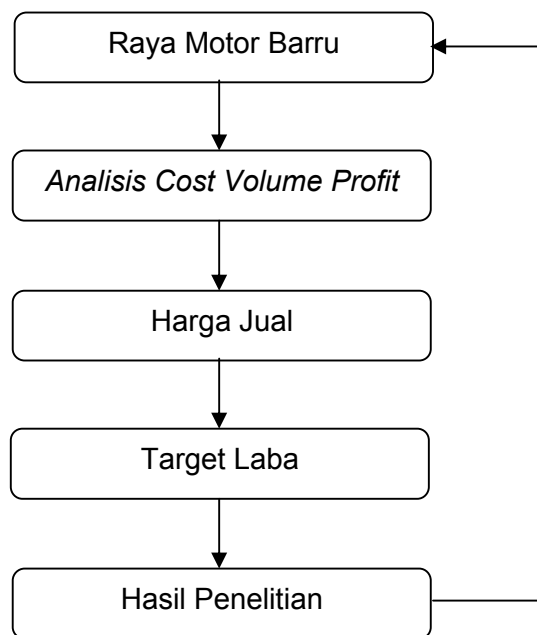 Raya Motor Barru
Analisis Cost Volume Profit
Harga Jual
Target Laba
Hasil Penelitian